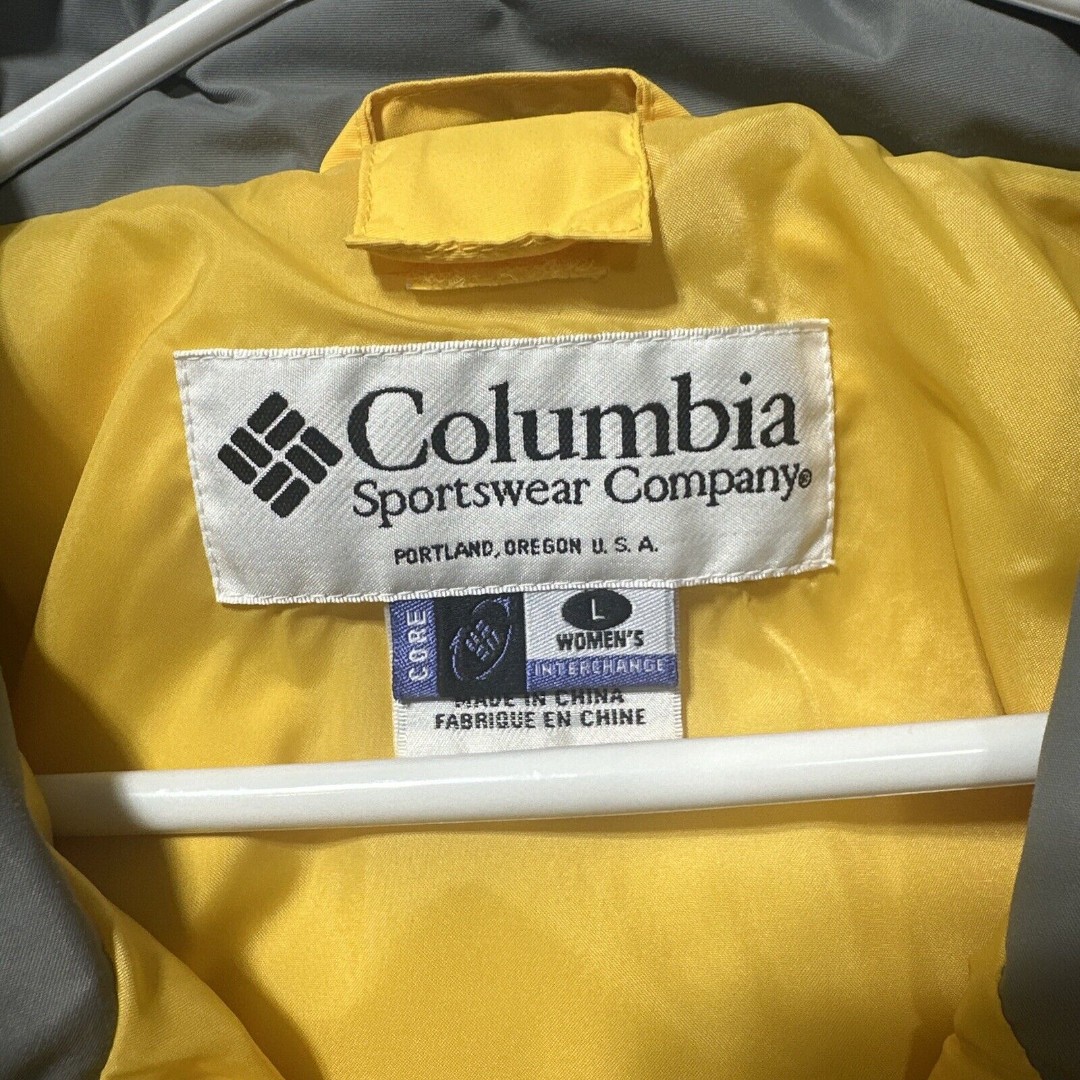 Columbia
Sportswear Company®
PORTLAND, OREGON U. S. A.
CORE
L
WOMEN'S
INTERCHANGE
MADE IN CHINA
FABRIQUE EN CHINE